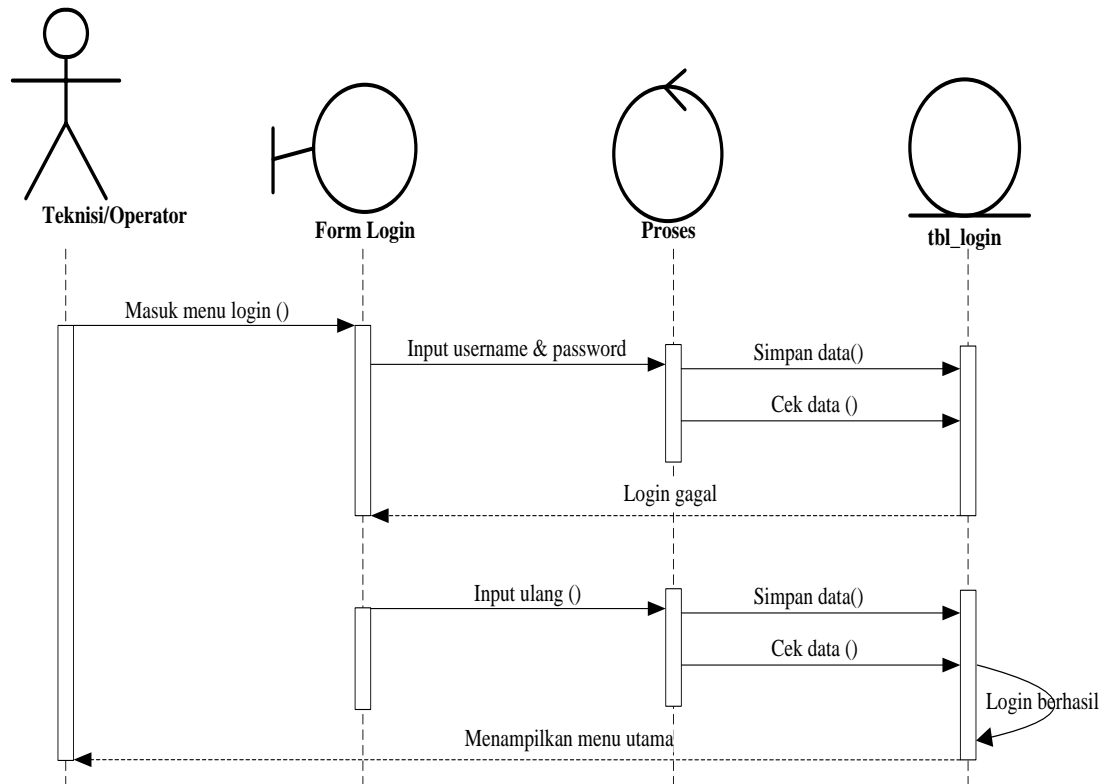 Teknisi/Operator
Form Login
Proses
tbl_login
Masuk menu login ()
Input username & password
Simpan data()
Cek data ()
Login gagal
Input ulang ()
Simpan data()
Cek data ()
Login berhasil
Menampilkan menu utama